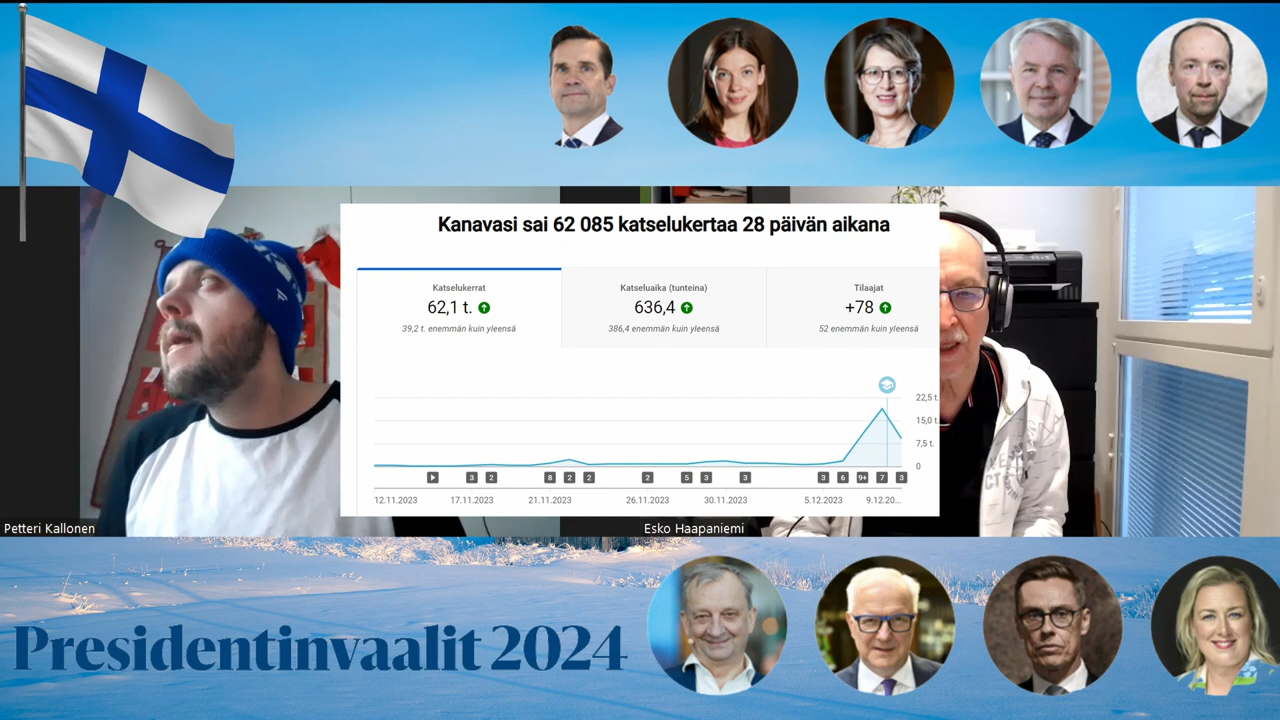 Kanavasi sai 62 085 katselukertaa 28 päivän aikana
Katselukerrat
62,1 t.
39,2 t. enemmän kuin yleensä
Katseluaika (tunteina)
636,4
386,4 enemmän kuin yleensä
Tilaajat
+78
52 enemmän kuin yleensä
22,5 t.
15,0 t.
7,5 t.
0
3 2 8 2 2 2 5 3 3 3 6 9+ 7 3
12.11.2023 17.11.2023 21.11.2023 26.11.2023 30.11.2023 5.12.2023 9.12.20...
Petteri Kallonen
Esko Haapaniemi
Presidentinvaalit 2024